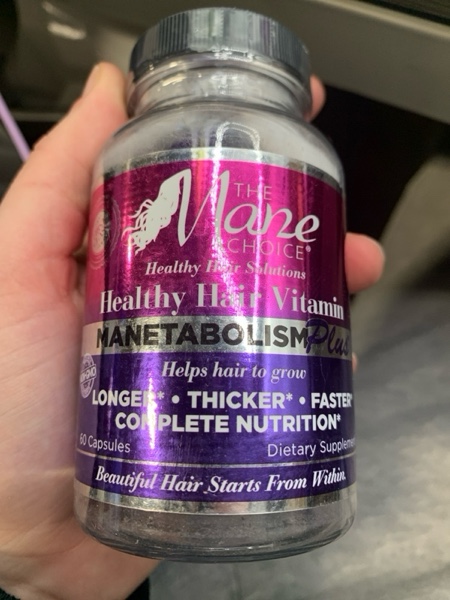 THE
Mane
CHOICE®
Healthy Hair Solutions
Healthy Hair Vitamin
MANETABOLISM Plus
Helps hair to grow
LONGER* • THICKER* • FASTER*
COMPLETE NUTRITION*
60 Capsules Dietary Supplement
Beautiful Hair Starts From Within.